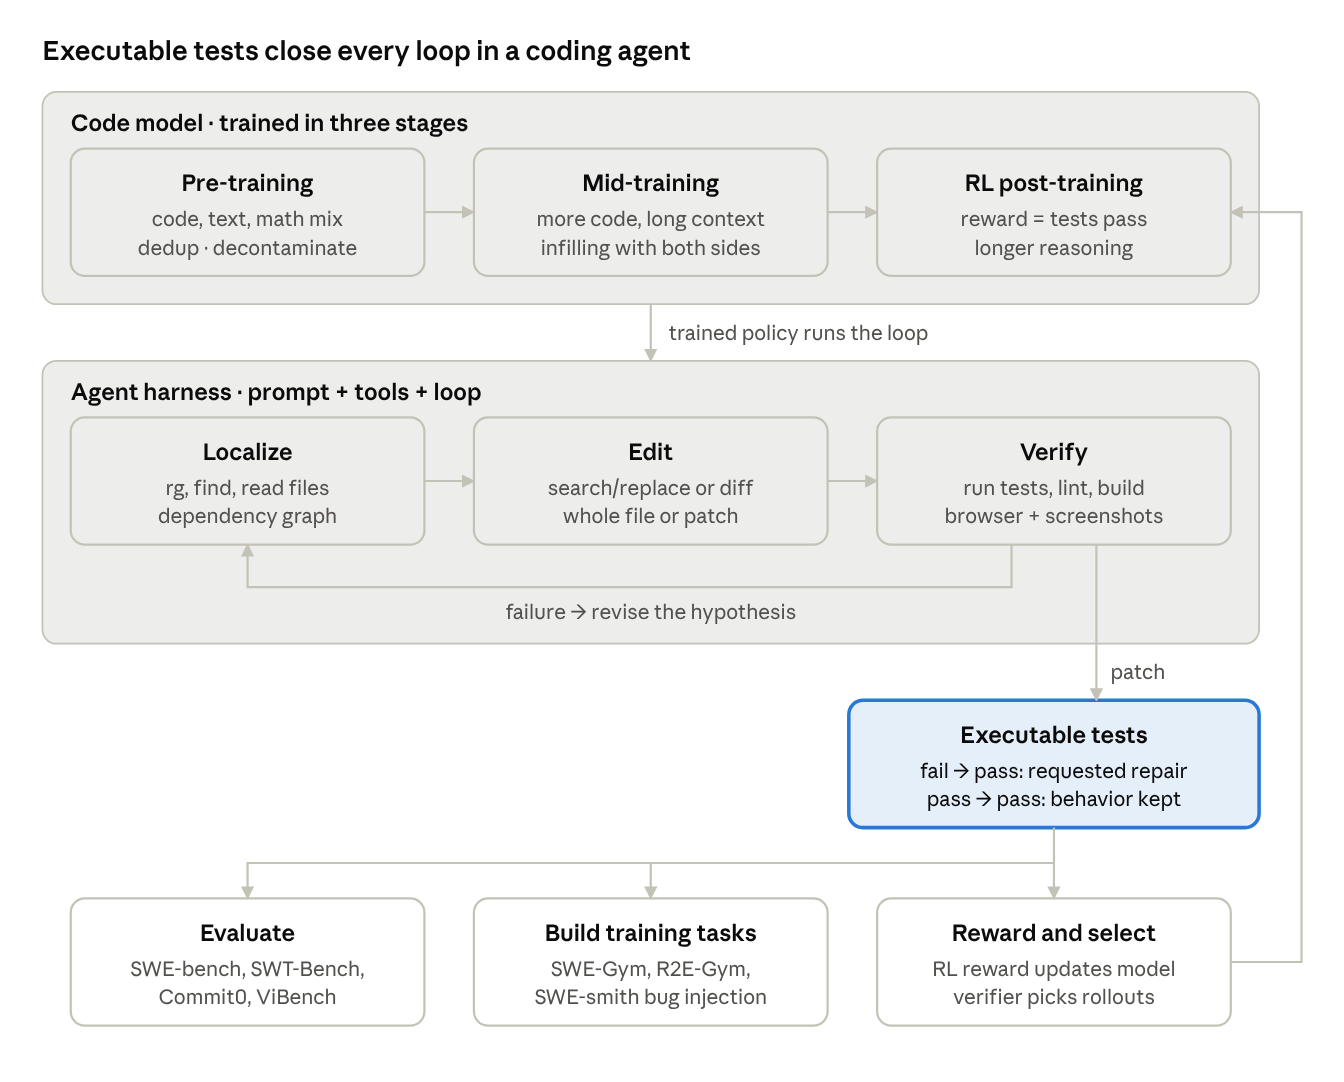 Executable tests close every loop in a coding agent
Code model · trained in three stages
Pre-training
code, text, math mix
dedup · decontaminate
Mid-training
more code, long context
infilling with both sides
RL post-training
reward = tests pass
longer reasoning
trained policy runs the loop
Agent harness · prompt + tools + loop
Localize
rg, find, read files
dependency graph
Edit
search/replace or diff
whole file or patch
Verify
run tests, lint, build
browser + screenshots
failure → revise the hypothesis
patch
Executable tests
fail → pass: requested repair
pass → pass: behavior kept
Evaluate
SWE-bench, SWT-Bench,
Commit0, ViBench
Build training tasks
SWE-Gym, R2E-Gym,
SWE-smith bug injection
Reward and select
RL reward updates model
verifier picks rollouts